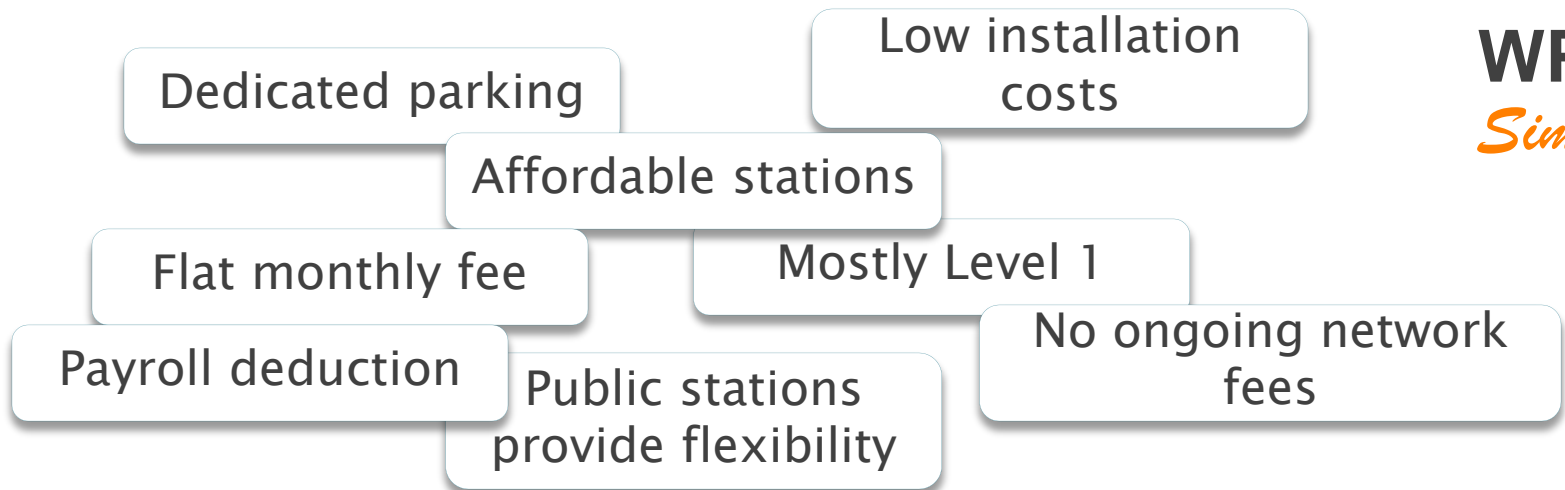 Low installation
costs
Dedicated parking
Affordable stations
Flat monthly fee
Mostly Level 1
No ongoing network
fees
Payroll deduction
Public stations
provide flexibility